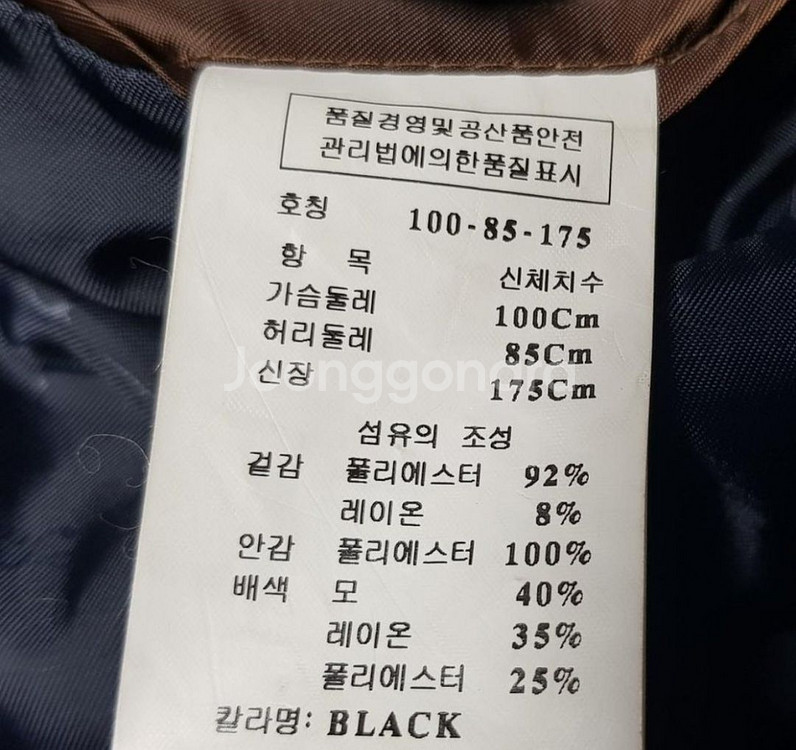 품질경영및공산품안전
관리법에의한품질표시
호칭 100-85-175
항 목 신체치수
가슴둘레 100Cm
허리둘레 85Cm
신장 175Cm
Joonggonara
섬유의 조성
겉감 폴리에스터 92%
레이온 8%
안감 폴리에스터 100%
배색 모 40%
레이온 35%
폴리에스터 25%
칼라명: BLACK